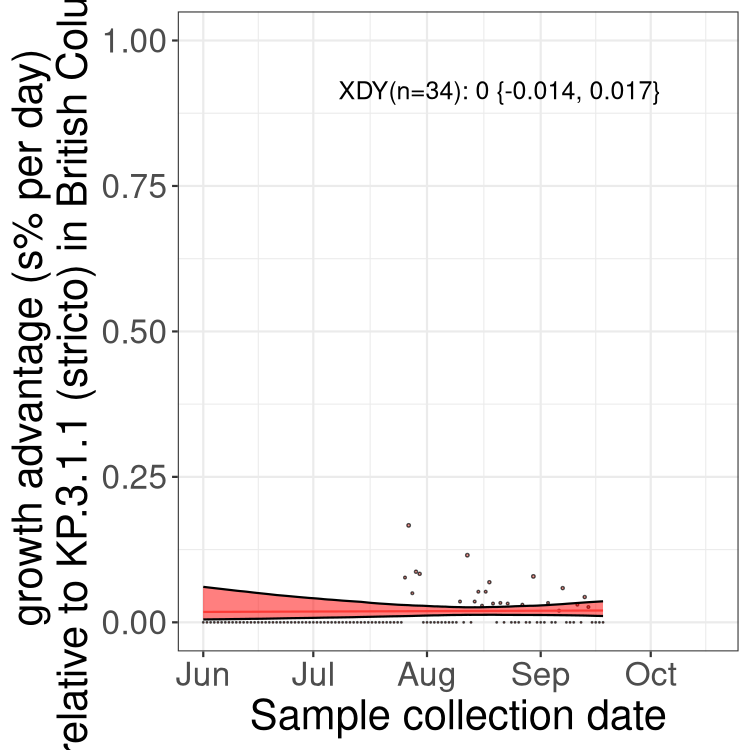 growth advantage (s% per day)
relative to KP.3.1.1 (stricto) in British Colu
1.00
0.75
0.50
0.25
0.00
XDY(n=34): 0 {-0.014, 0.017}
Jun Jul Aug Sep Oct
Sample collection date